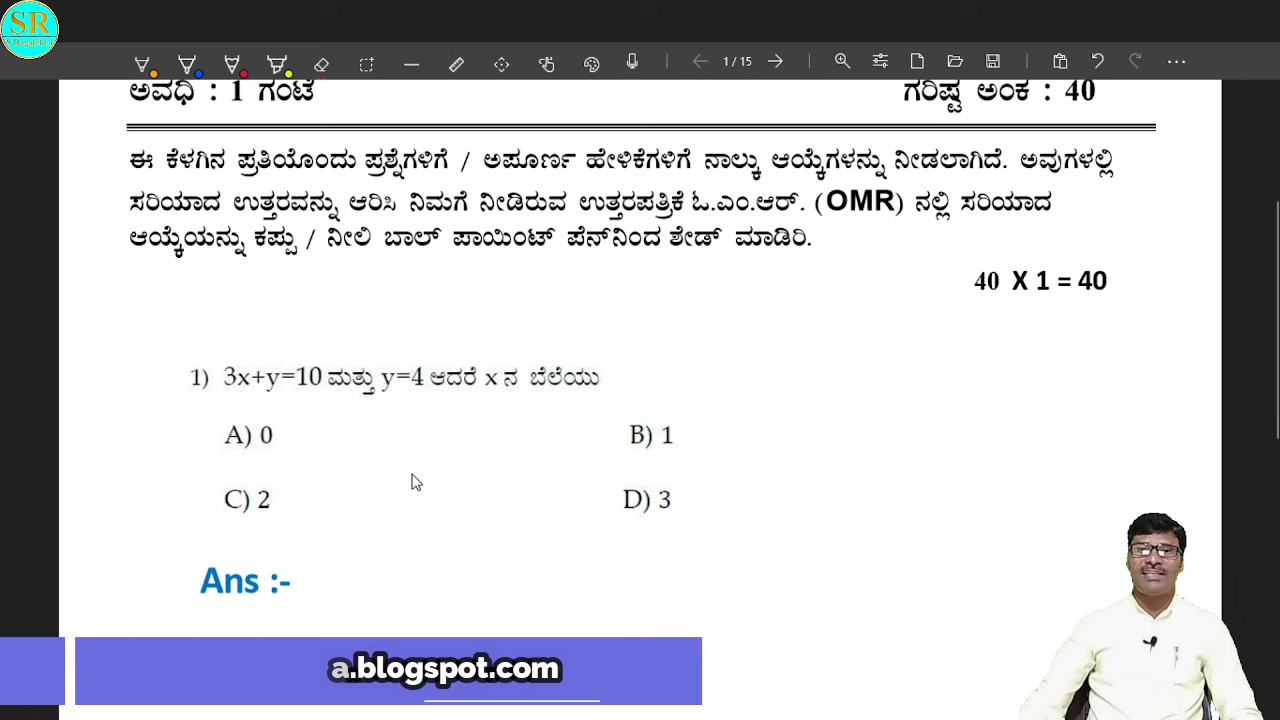 SR
1 / 15
ಅವಧಿ : 1 ಗಂಟೆ ಗರಿಷ್ಟ ಅಂಕ : 40
ಈ ಕೆಳಗಿನ ಪ್ರತಿಯೊಂದು ಪ್ರಶ್ನೆಗಳಿಗೆ / ಅಪೂರ್ಣ ಹೇಳಿಕೆಗಳಿಗೆ ನಾಲ್ಕು ಆಯ್ಕೆಗಳನ್ನು ನೀಡಲಾಗಿದೆ. ಅವುಗಳಲ್ಲಿ
ಸರಿಯಾದ ಉತ್ತರವನ್ನು ಆರಿಸಿ ನಿಮಗೆ ನೀಡಿರುವ ಉತ್ತರಪತ್ರಿಕೆ ಓ.ಎಂ.ಆರ್. (OMR) ನಲ್ಲಿ ಸರಿಯಾದ
ಆಯ್ಕೆಯನ್ನು ಕಪ್ಪು / ನೀಲಿ ಬಾಲ್ ಪಾಯಿಂಟ್ ಪೆನ್‌ನಿಂದ ಶೇಡ್ ಮಾಡಿರಿ.
40 X 1 = 40
1) 3x+y=10 ಮತ್ತು y=4 ಆದರೆ x ನ ಬೆಲೆಯು
A) 0 B) 1
C) 2 D) 3
Ans :-
a.blogspot.com